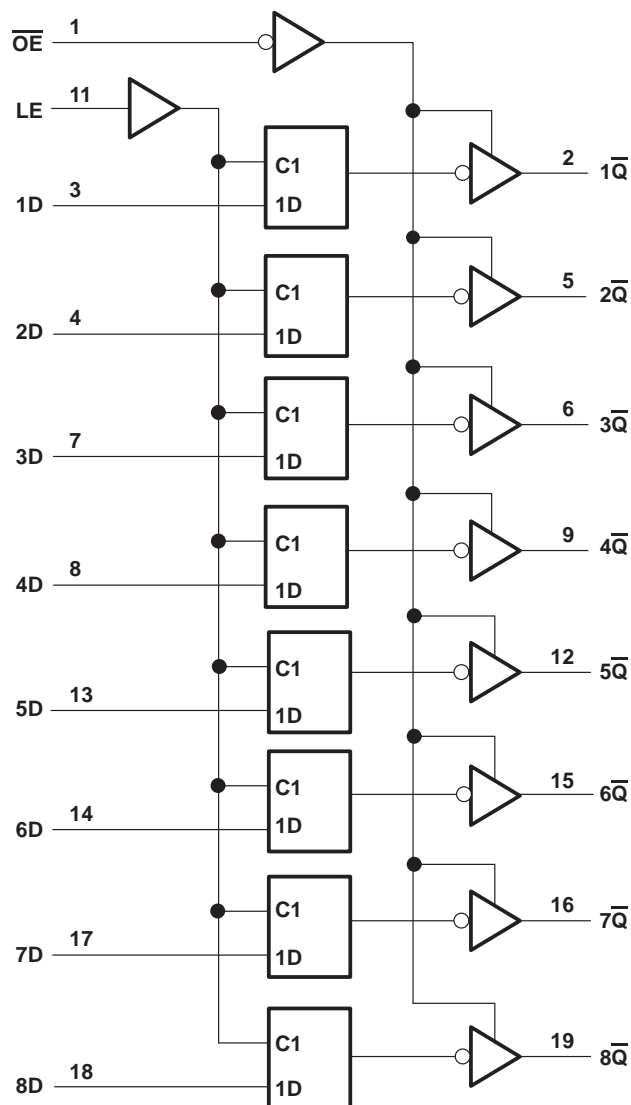 O̅E̅ 1
LE 11
C1
1D 3 1D 2 1Q̅
C1
2D 4 1D 5 2Q̅
C1
3D 7 1D 6 3Q̅
C1
4D 8 1D 9 4Q̅
C1
5D 13 1D 12 5Q̅
C1
6D 14 1D 15 6Q̅
C1
7D 17 1D 16 7Q̅
C1
8D 18 1D 19 8Q̅